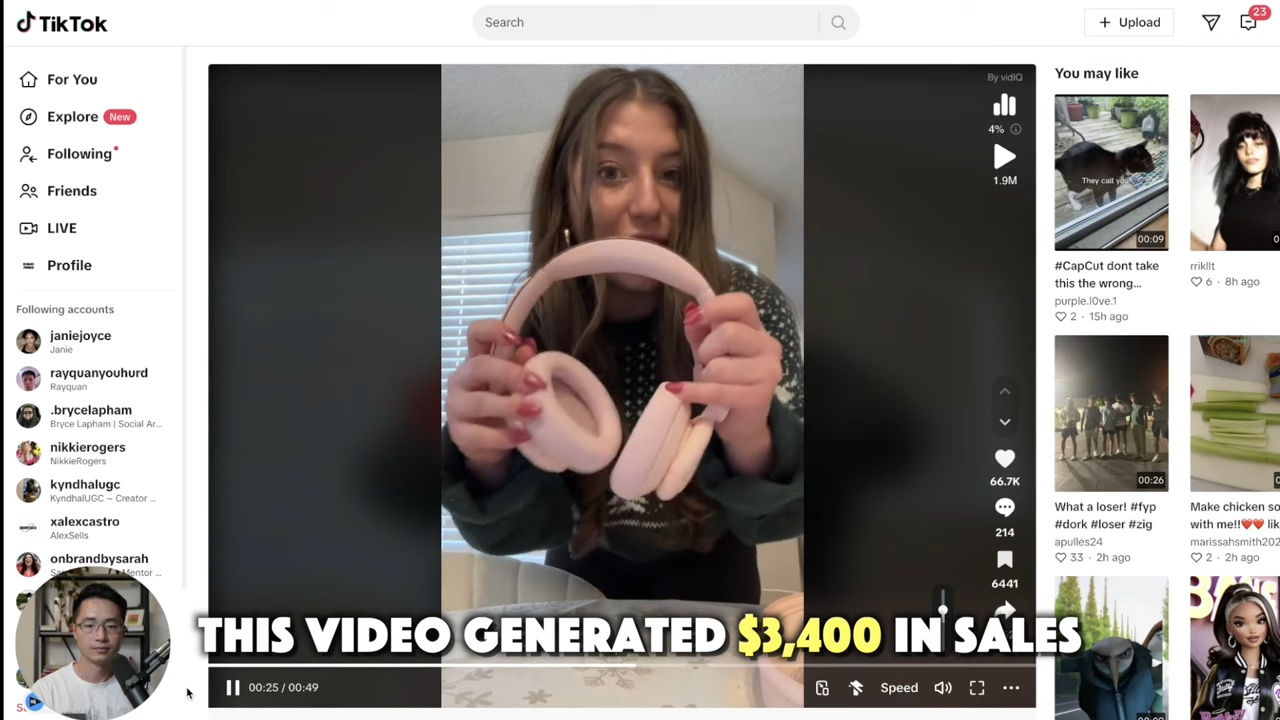 TikTok
Search
Upload
23
For You
Explore New
Following
Friends
LIVE
Profile
Following accounts
janiejoyce
Janie
rayquanyouhurd
Rayquan
.brycelapham
Bryce Lapham | Social Ar...
nikkierogers
NikkieRogers
kyndhalugc
KyndhalUGC ~ Creator ...
xalexcastro
AlexSells
onbrandbysarah
By vidIQ
4%
1.9M
66.7K
214
6441
THIS VIDEO GENERATED $3,400 IN SALES
00:25 / 00:49
Speed
You may like
They call you
00:09
#CapCut dont take
this the wrong...
purple.l0ve.1
2 · 15h ago
rrikllt
6 · 8h ago
00:26
What a loser! #fyp
#dork #loser #zig
apulles24
33 · 2h ago
Make chicken so
with me!!❤️❤️ lik
marissahsmith202
2 · 2h ago